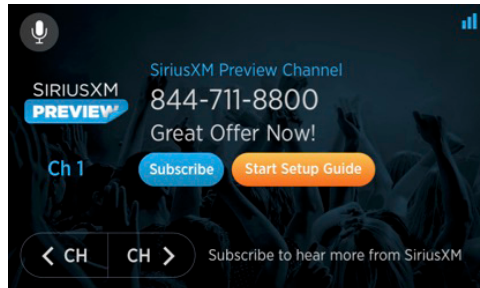 SiriusXM Preview Channel
SIRIUSXM
PREVIEW
844-711-8800
Great Offer Now!
Ch 1
Subscribe
Start Setup Guide
CH
CH
Subscribe to hear more from SiriusXM